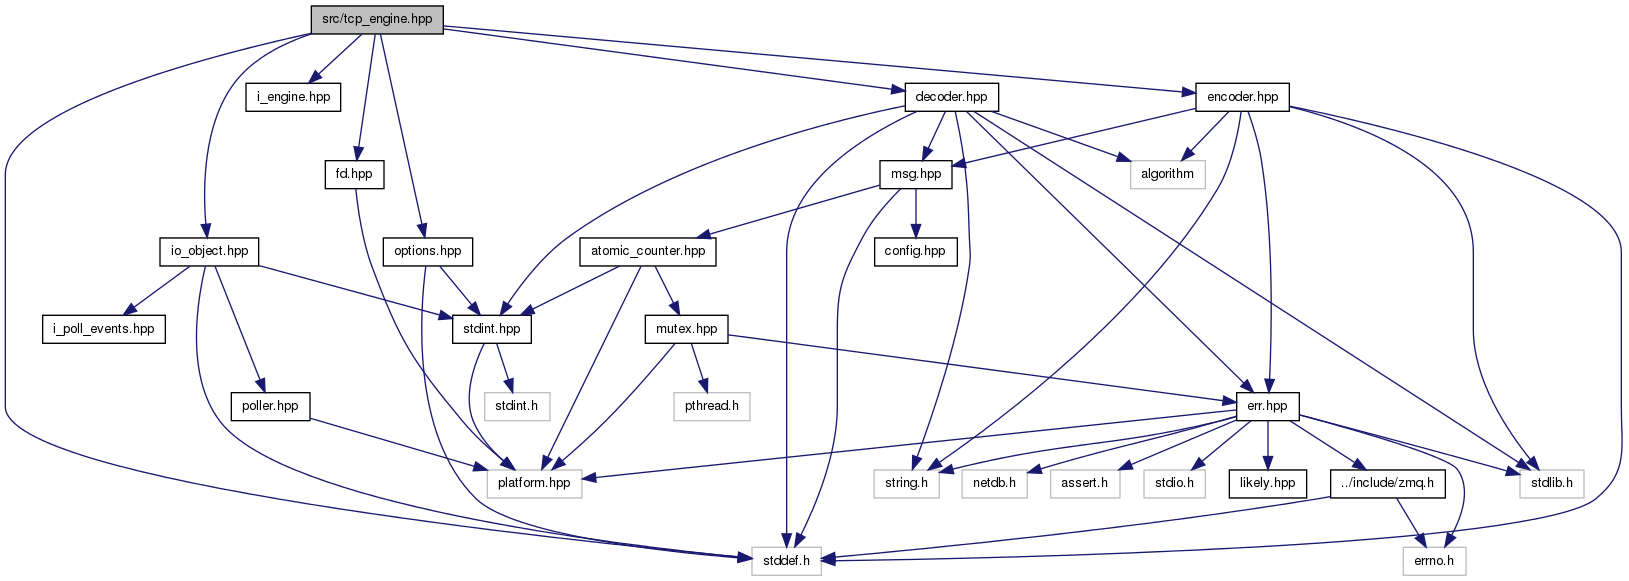 src/tcp_engine.hpp
i_engine.hpp
decoder.hpp
encoder.hpp
fd.hpp
msg.hpp
algorithm
io_object.hpp
options.hpp
atomic_counter.hpp
config.hpp
i_poll_events.hpp
stdint.hpp
mutex.hpp
poller.hpp
stdint.h
pthread.h
err.hpp
platform.hpp
string.h
netdb.h
assert.h
stdio.h
likely.hpp
../include/zmq.h
stdlib.h
stddef.h
errno.h